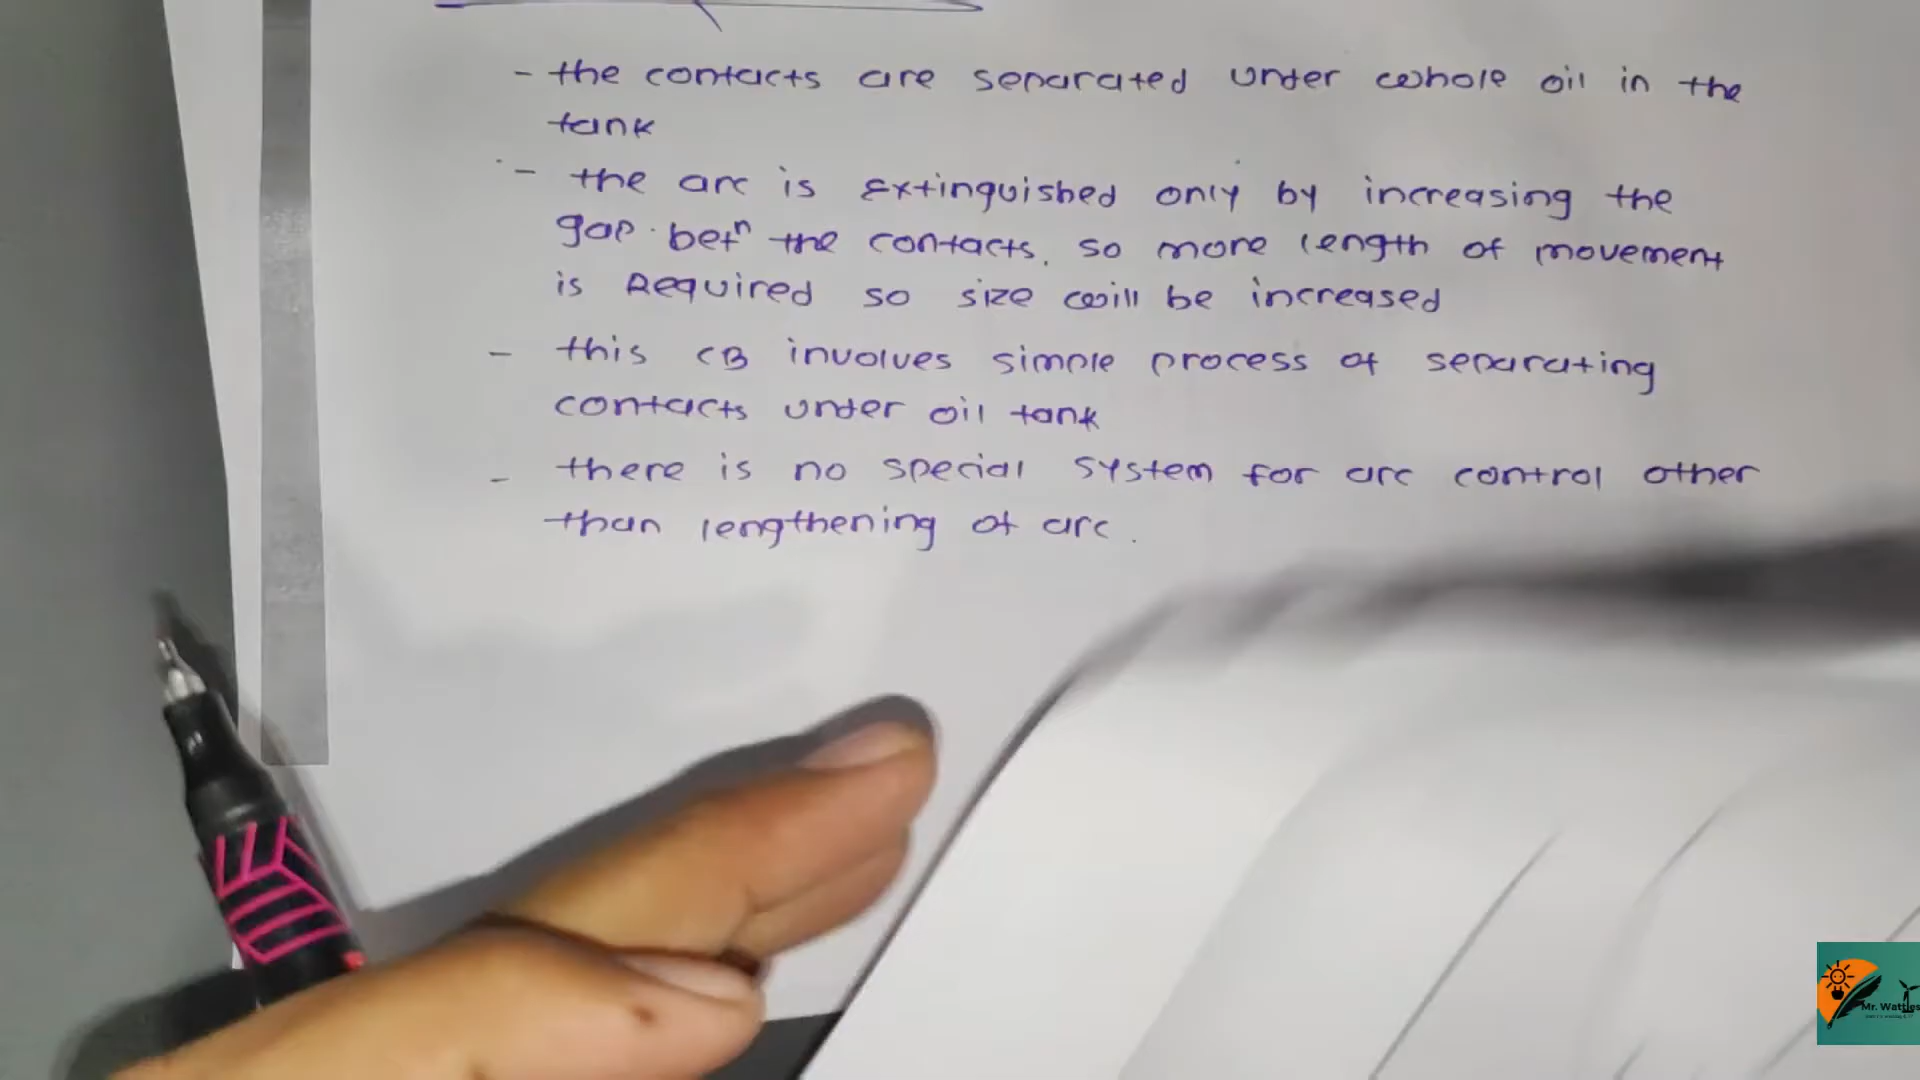 - the contacts are separated under whole oil in the
tank
- the arc is Extinguished only by increasing the
gap betn the contacts. so more length of movement
is Required so size will be increased
- this CB involves simple process of separating
contacts under oil tank
- there is no special system for arc control other
than lengthening of arc.
Mr. Watties